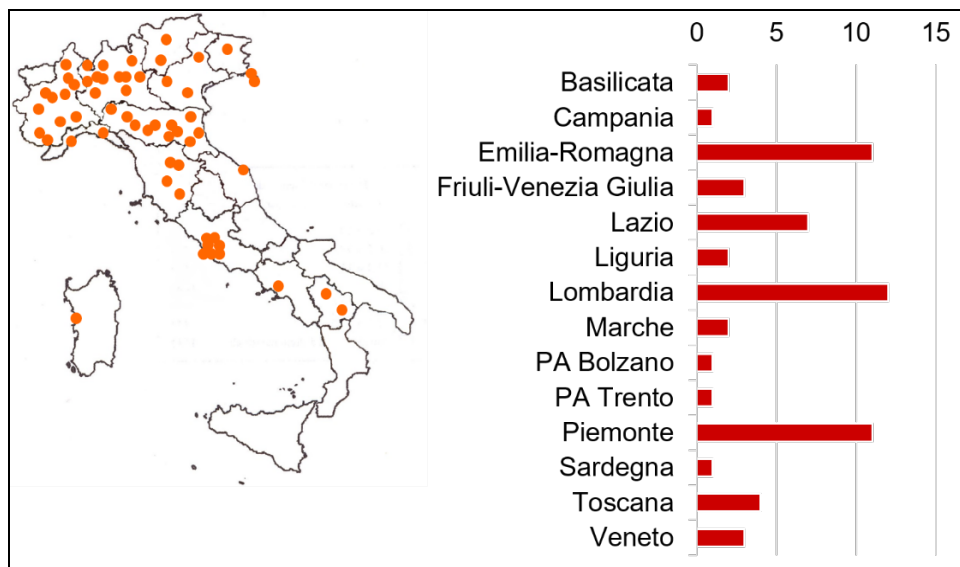 0 5 10 15
Basilicata
Campania
Emilia-Romagna
Friuli-Venezia Giulia
Lazio
Liguria
Lombardia
Marche
PA Bolzano
PA Trento
Piemonte
Sardegna
Toscana
Veneto